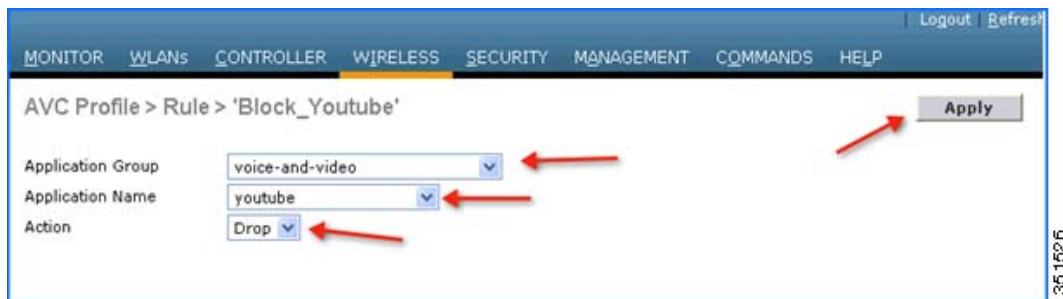 Logout | Refresh
MONITOR WLANs CONTROLLER WIRELESS SECURITY MANAGEMENT COMMANDS HELP
AVC Profile > Rule > 'Block_Youtube'
Apply
Application Group voice-and-video
Application Name youtube
Action Drop
351526